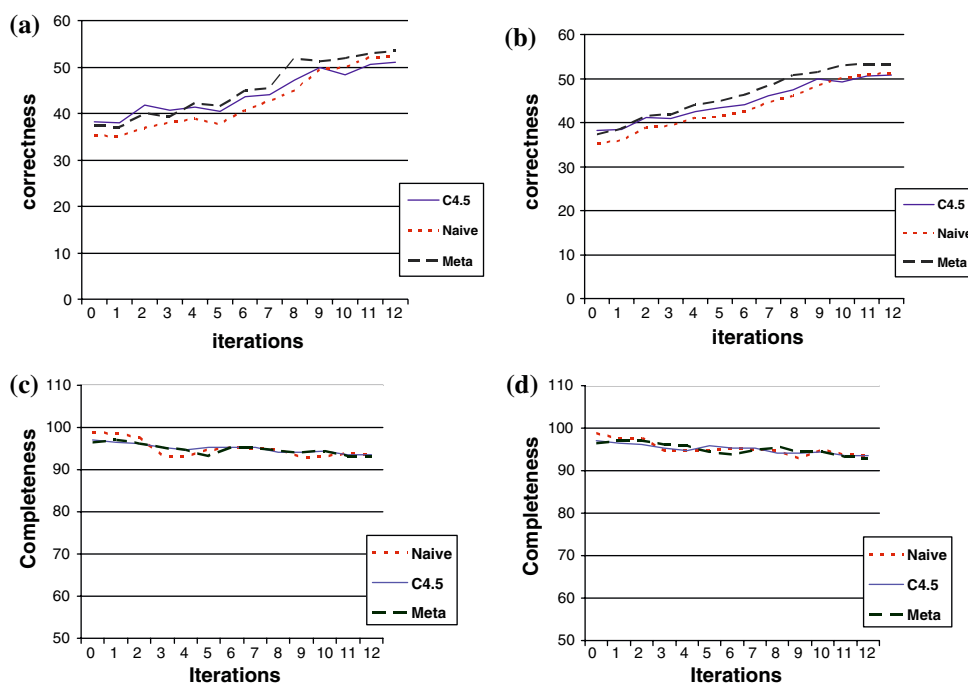 (a)
60
50
40
30
20
10
0
correctness
0 1 2 3 4 5 6 7 8 9 10 11 12
iterations
C4.5
Naive
Meta
(b)
60
50
40
30
20
10
0
correctness
0 1 2 3 4 5 6 7 8 9 10 11 12
iterations
C4.5
Naive
Meta
(c)
110
100
90
80
70
60
50
Completeness
0 1 2 3 4 5 6 7 8 9 10 11 12
Iterations
Naive
C4.5
Meta
(d)
110
100
90
80
70
60
50
Completeness
0 1 2 3 4 5 6 7 8 9 10 11 12
Iterations
Naive
C4.5
Meta